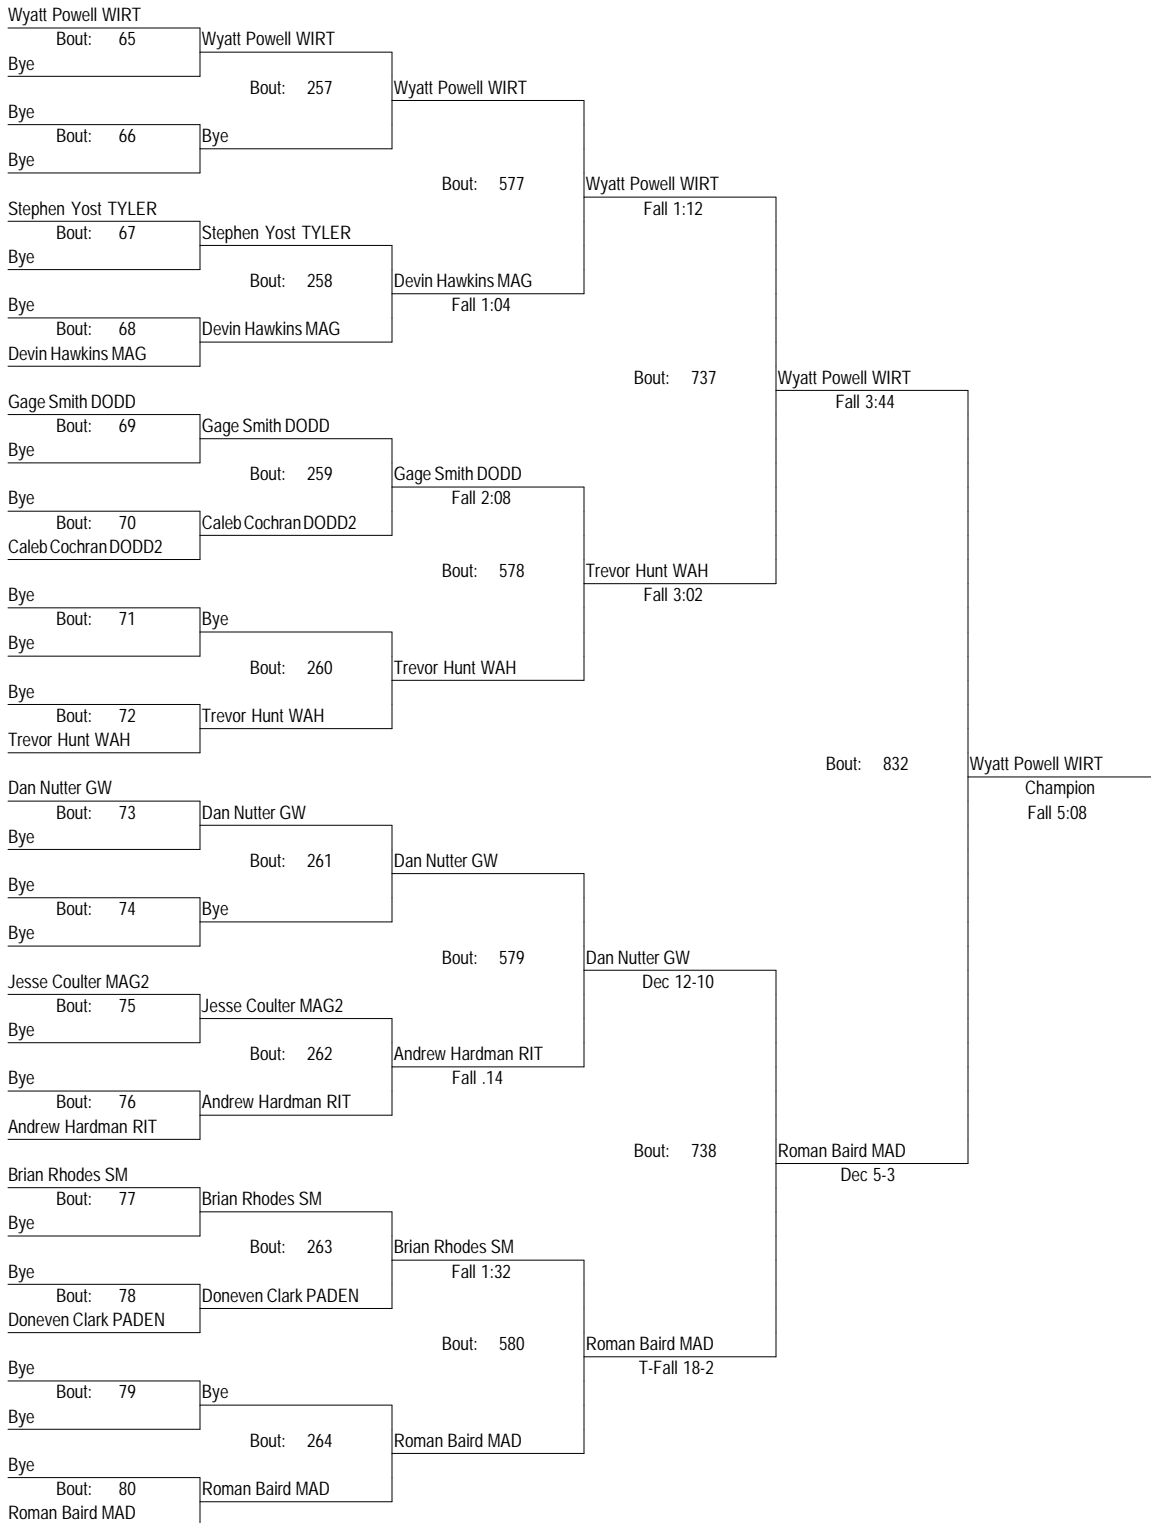 Wyatt Powell WIRT
Bout: 65 Wyatt Powell WIRT
Bye
Bout: 257 Wyatt Powell WIRT
Bye
Bout: 66 Bye
Bye
Bout: 577 Wyatt Powell WIRT
Stephen Yost TYLER Fall 1:12
Bout: 67 Stephen Yost TYLER
Bye
Bout: 258 Devin Hawkins MAG
Bye Fall 1:04
Bout: 68 Devin Hawkins MAG
Devin Hawkins MAG
Bout: 737 Wyatt Powell WIRT
Gage Smith DODD Fall 3:44
Bout: 69 Gage Smith DODD
Bye
Bout: 259 Gage Smith DODD
Bye Fall 2:08
Bout: 70 Caleb Cochran DODD2
Caleb Cochran DODD2
Bout: 578 Trevor Hunt WAH
Bye Fall 3:02
Bout: 71 Bye
Bye
Bout: 260 Trevor Hunt WAH
Bye
Bout: 72 Trevor Hunt WAH
Trevor Hunt WAH
Bout: 832 Wyatt Powell WIRT
Dan Nutter GW Champion
Bout: 73 Dan Nutter GW Fall 5:08
Bye
Bout: 261 Dan Nutter GW
Bye
Bout: 74 Bye
Bye
Bout: 579 Dan Nutter GW
Jesse Coulter MAG2 Dec 12-10
Bout: 75 Jesse Coulter MAG2
Bye
Bout: 262 Andrew Hardman RIT
Bye Fall .14
Bout: 76 Andrew Hardman RIT
Andrew Hardman RIT
Bout: 738 Roman Baird MAD
Brian Rhodes SM Dec 5-3
Bout: 77 Brian Rhodes SM
Bye
Bout: 263 Brian Rhodes SM
Bye Fall 1:32
Bout: 78 Doneven Clark PADEN
Doneven Clark PADEN
Bout: 580 Roman Baird MAD
Bye T-Fall 18-2
Bout: 79 Bye
Bye
Bout: 264 Roman Baird MAD
Bye
Bout: 80 Roman Baird MAD
Roman Baird MAD